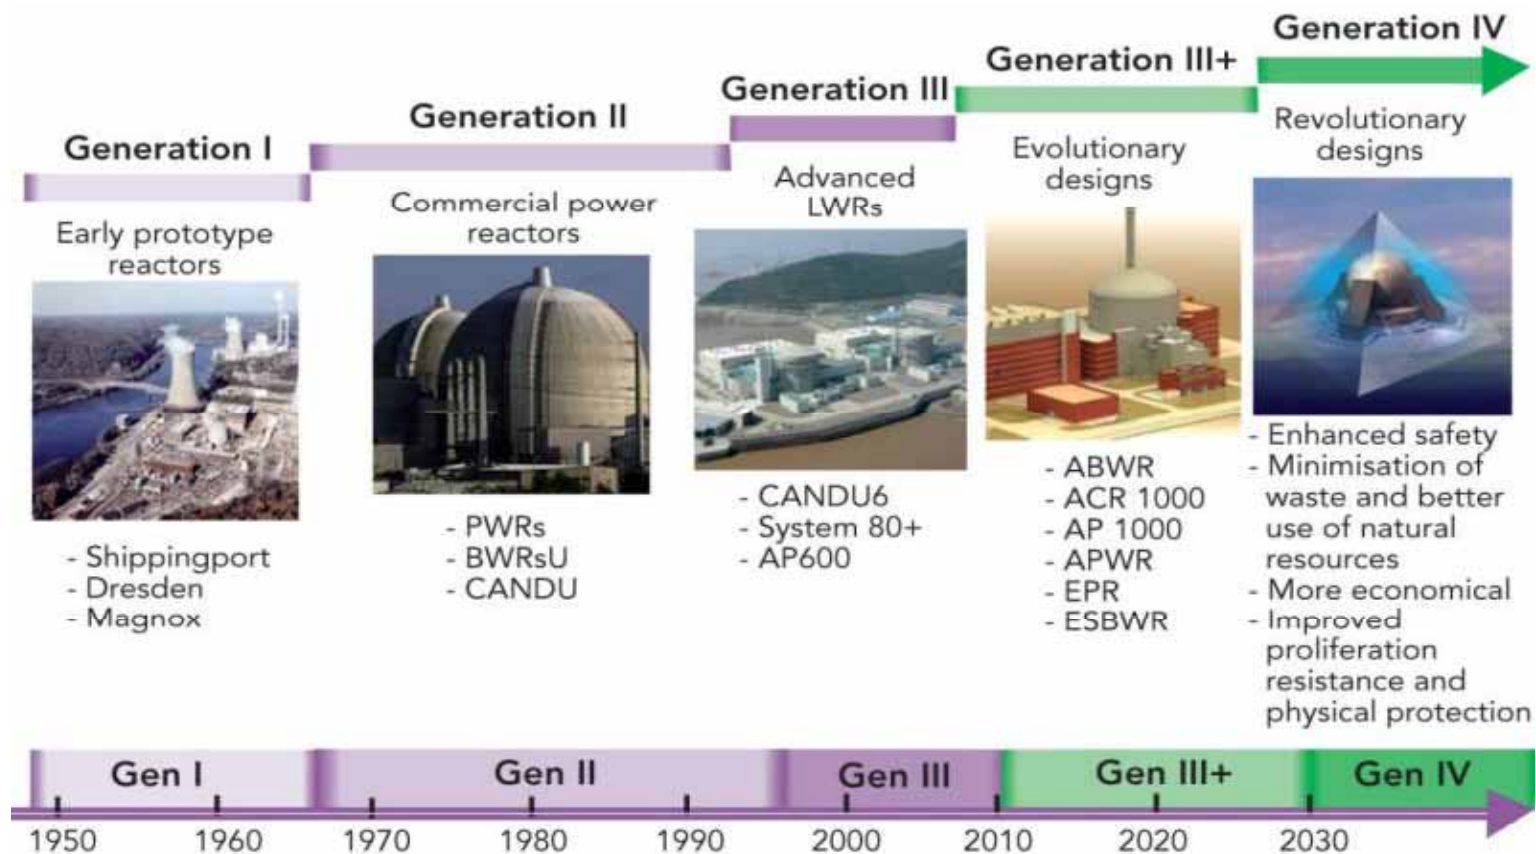 Generation I
Early prototype
reactors
- Shippingport
- Dresden
- Magnox
Generation II
Commercial power
reactors
- PWRs
- BWRsU
- CANDU
Generation III
Advanced
LWRs
- CANDU6
- System 80+
- AP600
Generation III+
Evolutionary
designs
- ABWR
- ACR 1000
- AP 1000
- APWR
- EPR
- ESBWR
Generation IV
Revolutionary
designs
- Enhanced safety
- Minimisation of
waste and better
use of natural
resources
- More economical
- Improved
proliferation
resistance and
physical protection
Gen I
Gen II
Gen III
Gen III+
Gen IV
1950
1960
1970
1980
1990
2000
2010
2020
2030